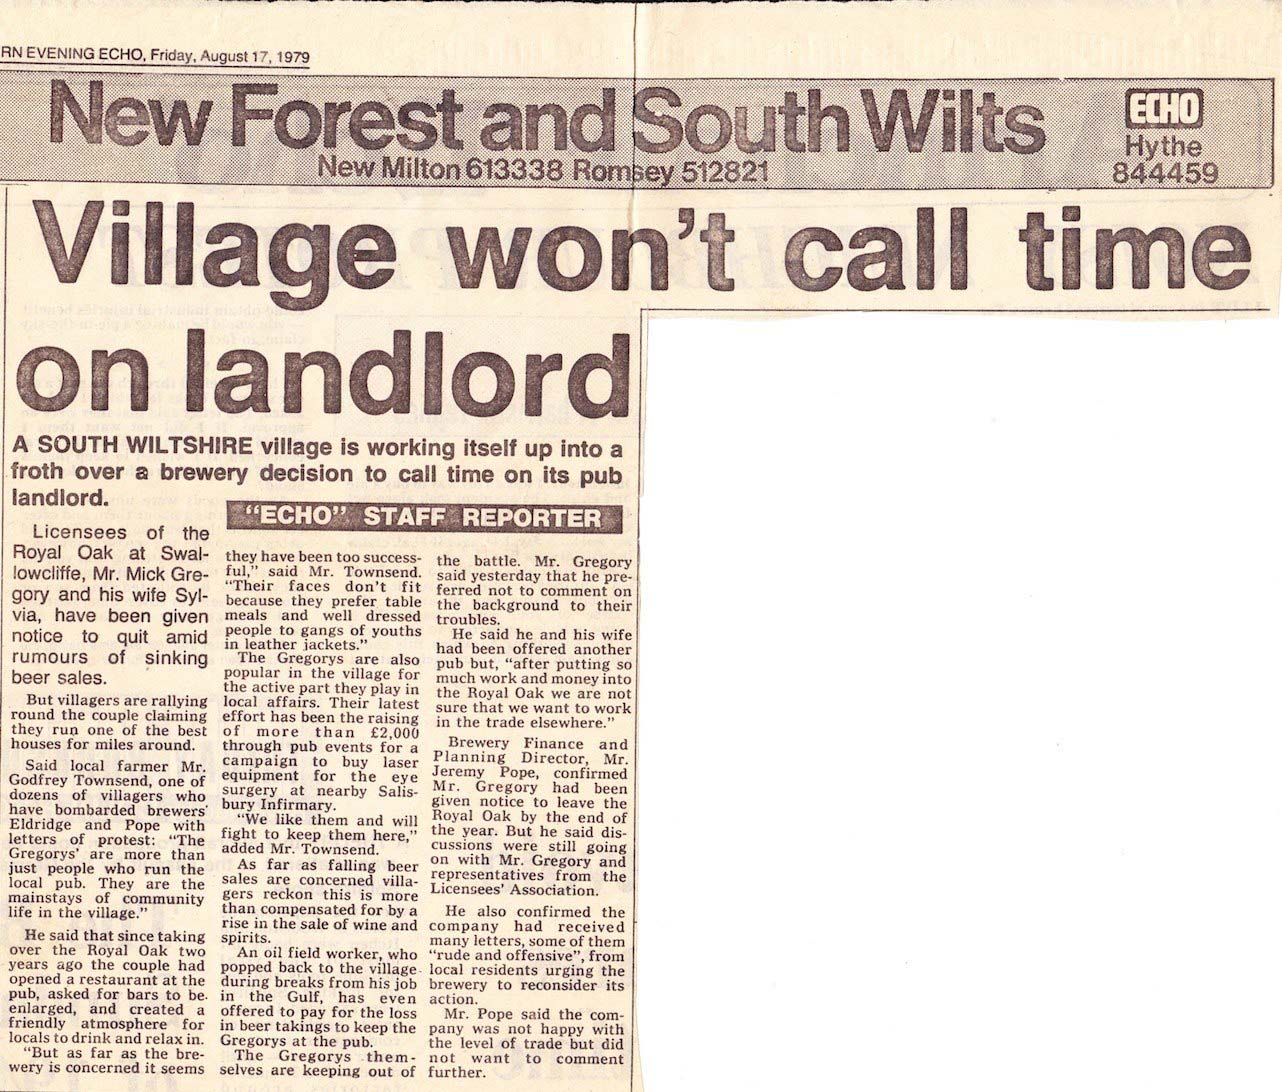 RN EVENING ECHO, Friday, August 17, 1979
New Forest and South Wilts
New Milton 613338 Romsey 512821
ECHO
Hythe
844459
Village won't call time
on landlord
A SOUTH WILTSHIRE village is working itself up into a
froth over a brewery decision to call time on its pub
landlord.
"ECHO" STAFF REPORTER
Licensees of the
Royal Oak at Swal-
lowcliffe, Mr. Mick Gre-
gory and his wife Syl-
via, have been given
notice to quit amid
rumours of sinking
beer sales.
But villagers are rallying
round the couple claiming
they run one of the best
houses for miles around.
Said local farmer Mr.
Godfrey Townsend, one of
dozens of villagers who
have bombarded brewers'
Eldridge and Pope with
letters of protest: "The
Gregorys' are more than
just people who run the
local pub. They are the
mainstays of community
life in the village."
He said that since taking
over the Royal Oak two
years ago the couple had
opened a restaurant at the
pub, asked for bars to be
enlarged, and created a
friendly atmosphere for
locals to drink and relax in.
"But as far as the bre-
wery is concerned it seems
they have been too success-
ful," said Mr. Townsend.
"Their faces don't fit
because they prefer table
meals and well dressed
people to gangs of youths
in leather jackets."
The Gregorys are also
popular in the village for
the active part they play in
local affairs. Their latest
effort has been the raising
of more than £2,000
through pub events for a
campaign to buy laser
equipment for the eye
surgery at nearby Salis-
bury Infirmary.
"We like them and will
fight to keep them here,"
added Mr. Townsend.
As far as falling beer
sales are concerned villa-
gers reckon this is more
than compensated for by a
rise in the sale of wine and
spirits.
An oil field worker, who
popped back to the village
during breaks from his job
in the Gulf, has even
offered to pay for the loss
in beer takings to keep the
Gregorys at the pub.
The Gregorys them-
selves are keeping out of
the battle. Mr. Gregory
said yesterday that he pre-
ferred not to comment on
the background to their
troubles.
He said he and his wife
had been offered another
pub but, "after putting so
much work and money into
the Royal Oak we are not
sure that we want to work
in the trade elsewhere."
Brewery Finance and
Planning Director, Mr.
Jeremy Pope, confirmed
Mr. Gregory had been
given notice to leave the
Royal Oak by the end of
the year. But he said dis-
cussions were still going
on with Mr. Gregory and
representatives from the
Licensees' Association.
He also confirmed the
company had received
many letters, some of them
"rude and offensive", from
local residents urging the
brewery to reconsider its
action.
Mr. Pope said the com-
pany was not happy with
the level of trade but did
not want to comment
further.